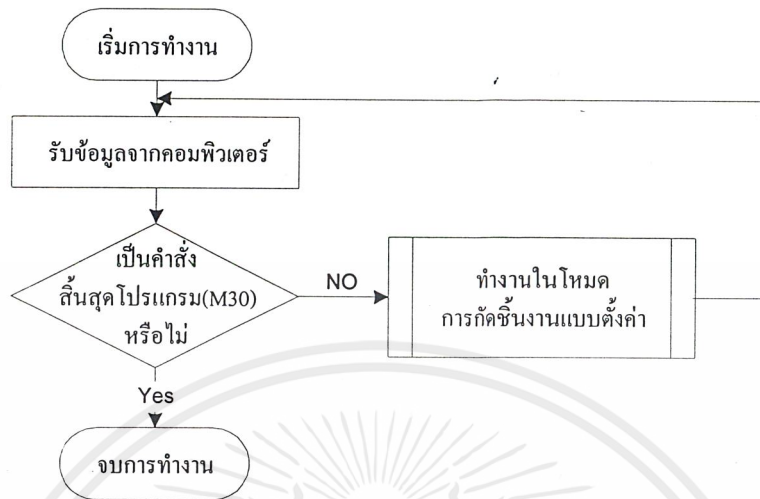 เริ่มการทำงาน
รับข้อมูลจากคอมพิวเตอร์
เป็นคำสั่ง
สิ้นสุดโปรแกรม(M30)
หรือไม่
NO
ทำงานในโหมด
การกัดชิ้นงานแบบตั้งค่า
Yes
จบการทำงาน